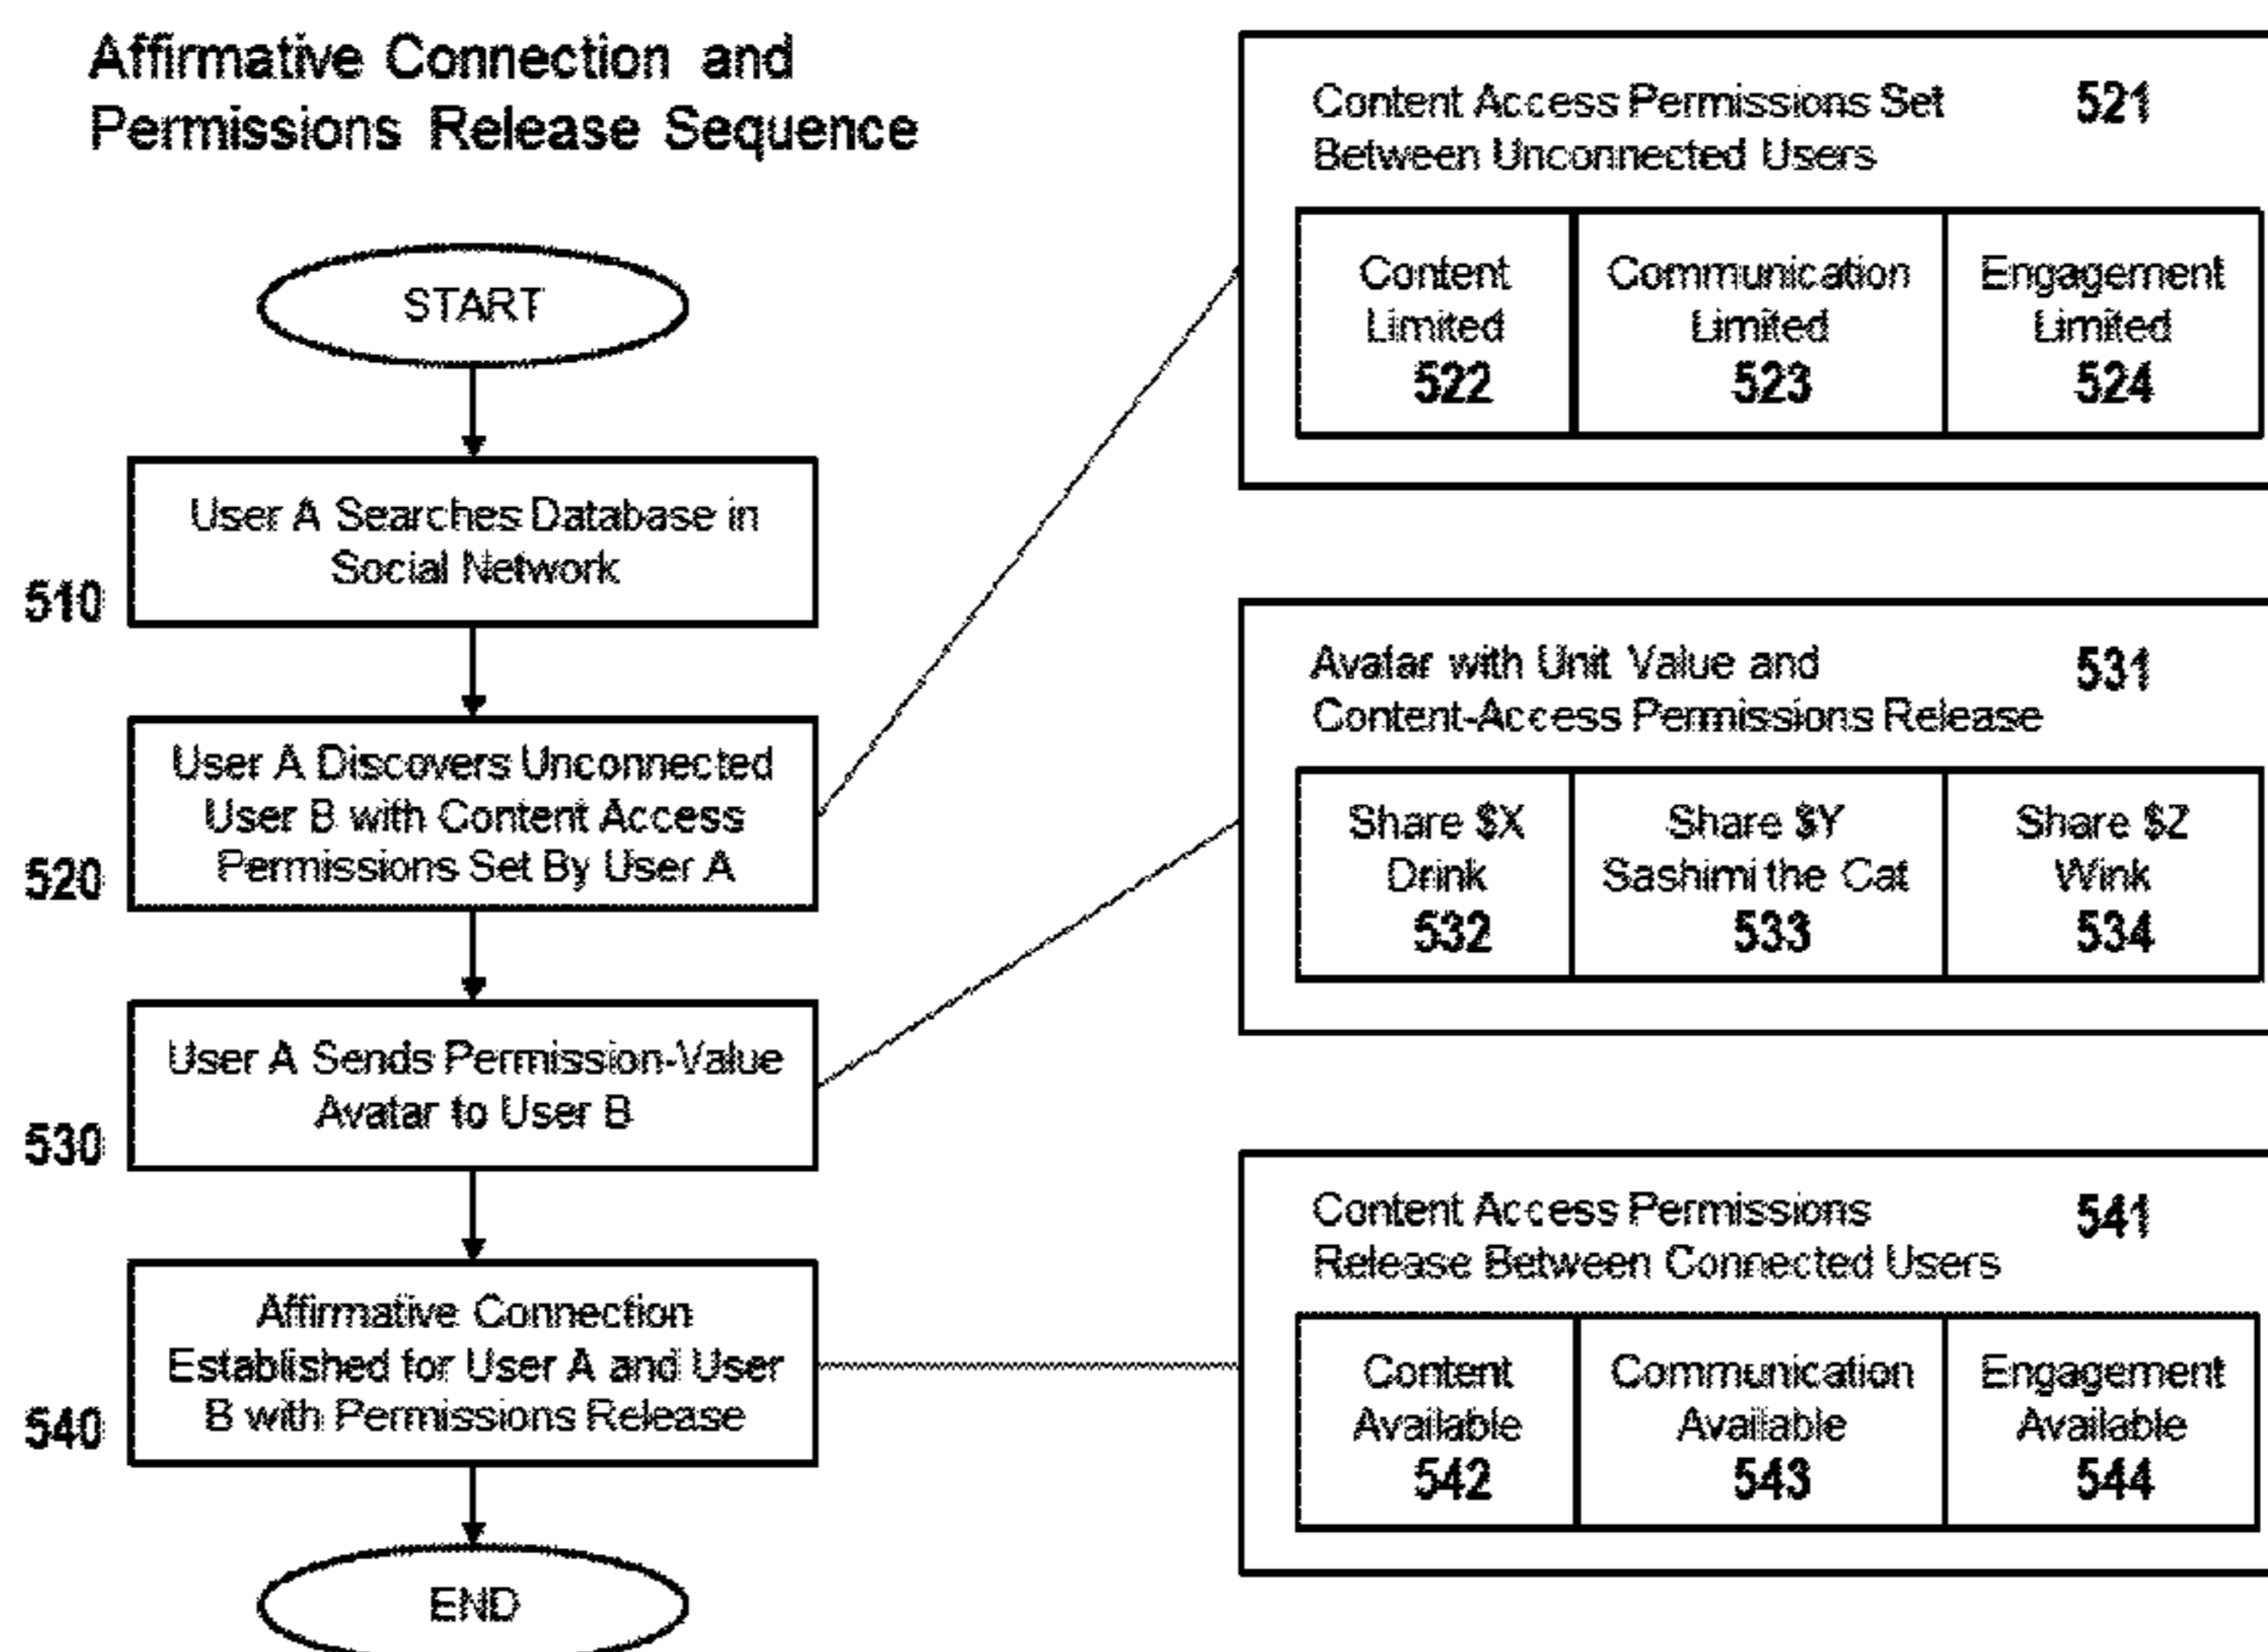 Affirmative Connection and
Permissions Release Sequence
START
User A Searches Database in
Social Network
510
User A Discovers Unconnected
User B with Content Access
Permissions Set By User A
520
User A Sends Permission-Value
Avatar to User B
530
Affirmative Connection
Established for User A and User
B with Permissions Release
540
END
Content Access Permissions Set
Between Unconnected Users
521
Content
Limited
522
Communication
Limited
523
Engagement
Limited
524
Avatar with Unit Value and
Content-Access Permissions Release
531
Share $X
Drink
532
Share $Y
Sashimi the Cat
533
Share $Z
Wink
534
Content Access Permissions
Release Between Connected Users
541
Content
Available
542
Communication
Available
543
Engagement
Available
544